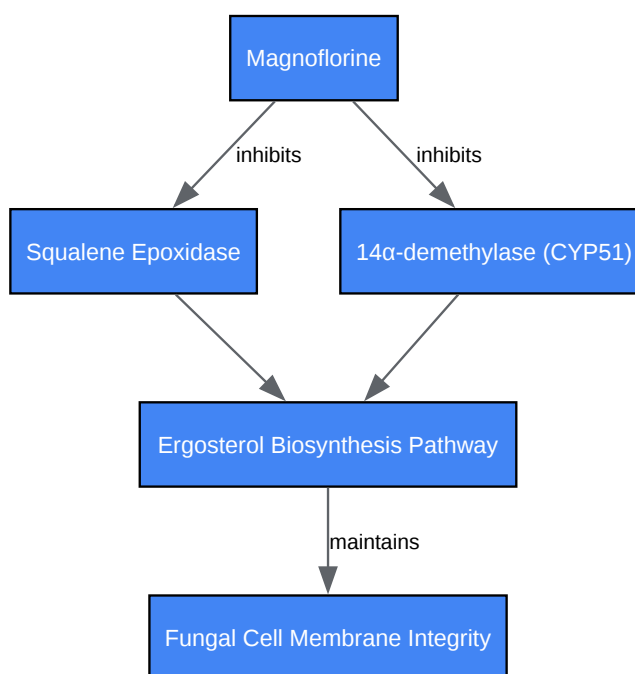 Magnoflorine
inhibits
inhibits
Squalene Epoxidase
14α-demethylase (CYP51)
Ergosterol Biosynthesis Pathway
maintains
Fungal Cell Membrane Integrity